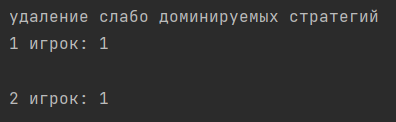 удаление слабо доминируемых стратегий
1 игрок: 1
2 игрок: 1